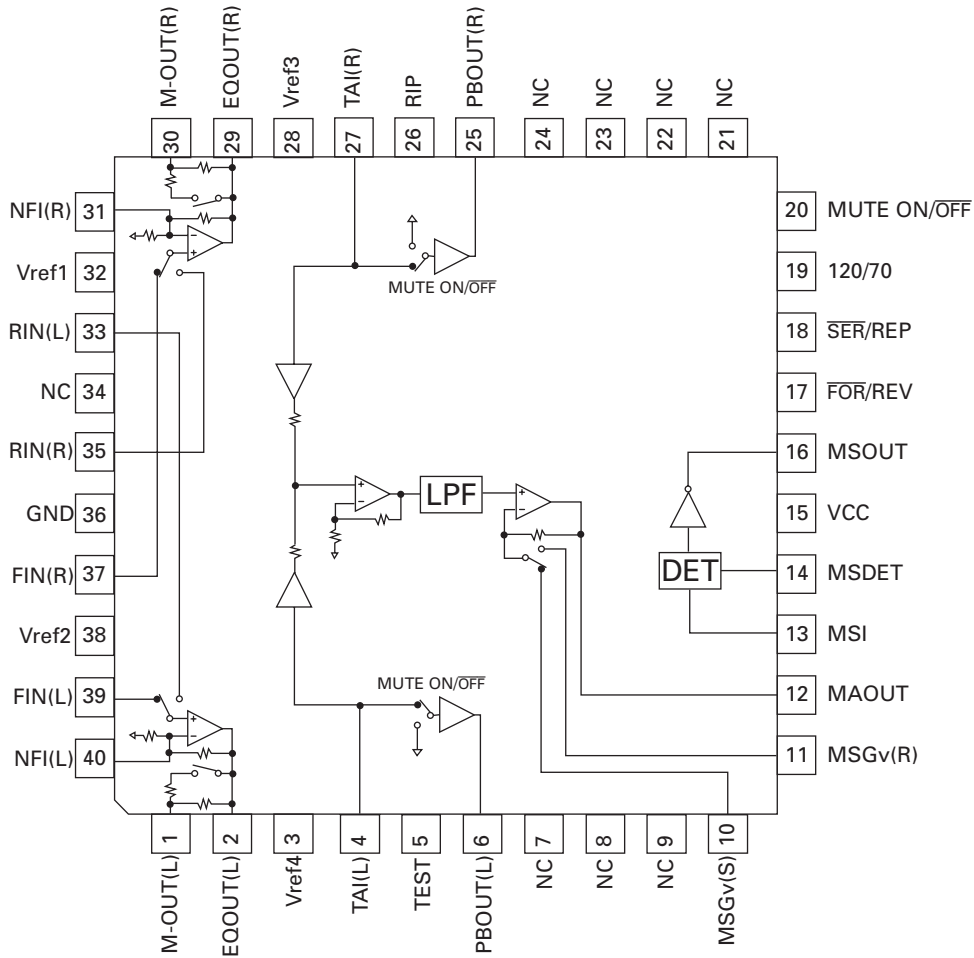 M-OUT(R)
EQOUT(R)
Vref3
TAI(R)
RIP
PBOUT(R)
NC
NC
NC
NC
30
29
28
27
26
25
24
23
22
21
NFI(R) 31
Vref1 32
RIN(L) 33
NC 34
RIN(R) 35
GND 36
FIN(R) 37
Vref2 38
FIN(L) 39
NFI(L) 40
MUTE ON/OFF
LPF
MUTE ON/OFF
DET
20 MUTE ON/OFF
19 120/70
18 SER/REP
17 FOR/REV
16 MSOUT
15 VCC
14 MSDET
13 MSI
12 MAOUT
11 MSGv(R)
1
2
3
4
5
6
7
8
9
10
M-OUT(L)
EQOUT(L)
Vref4
TAI(L)
TEST
PBOUT(L)
NC
NC
NC
MSGv(S)